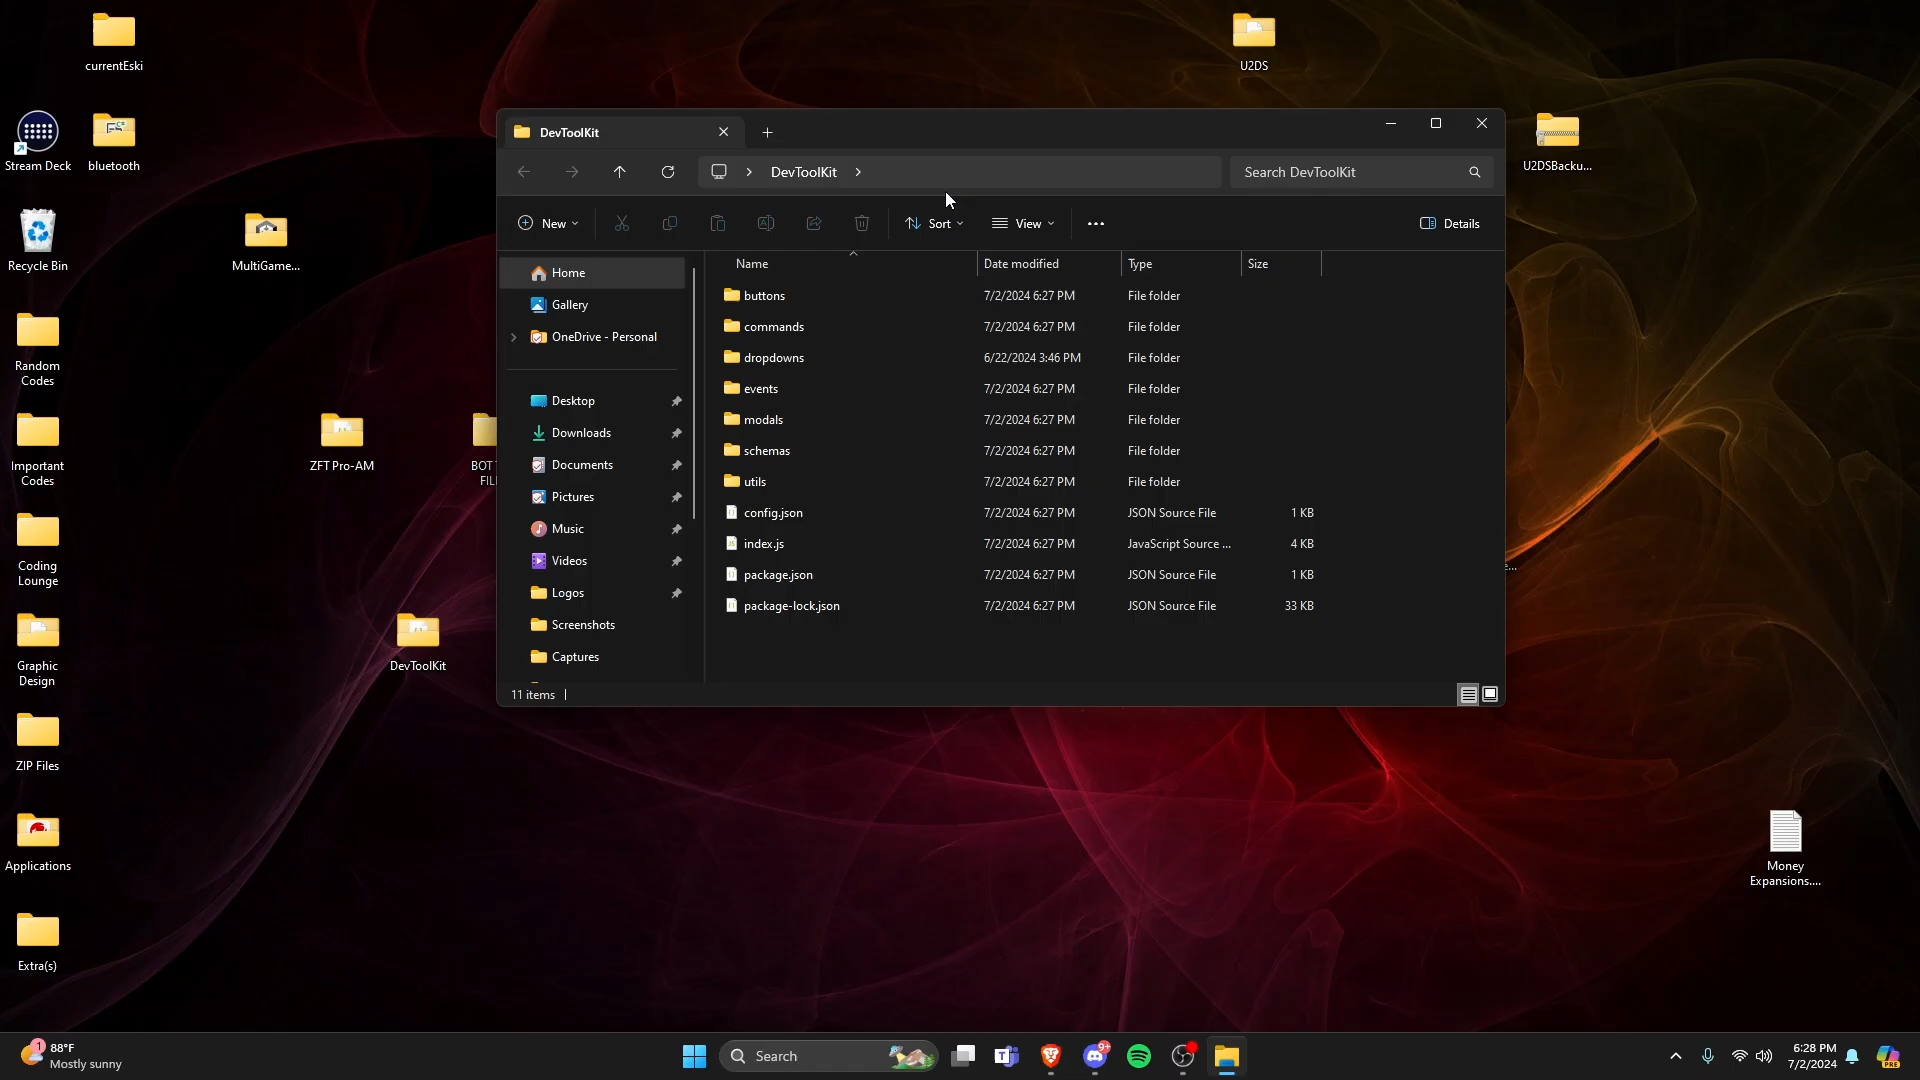 currentEski
U2DS
Stream Deck
bluetooth
U2DSBacku...
Recycle Bin
MultiGame...
Random
Codes
Important
Codes
ZFT Pro-AM
Coding
Lounge
Graphic
Design
DevToolKit
ZIP Files
Applications
Extra(s)
Money
Expansions....
e...
DevToolKit
DevToolKit
Search DevToolKit
New
Sort
View
Details
Home
Gallery
OneDrive - Personal
Desktop
Downloads
Documents
Pictures
Music
Videos
Logos
Screenshots
Captures
Name Date modified Type Size
buttons 7/2/2024 6:27 PM File folder
commands 7/2/2024 6:27 PM File folder
dropdowns 6/22/2024 3:46 PM File folder
events 7/2/2024 6:27 PM File folder
modals 7/2/2024 6:27 PM File folder
schemas 7/2/2024 6:27 PM File folder
utils 7/2/2024 6:27 PM File folder
config.json 7/2/2024 6:27 PM JSON Source File 1 KB
index.js 7/2/2024 6:27 PM JavaScript Source ... 4 KB
package.json 7/2/2024 6:27 PM JSON Source File 1 KB
package-lock.json 7/2/2024 6:27 PM JSON Source File 33 KB
11 items
1
88°F
Mostly sunny
Search
9+
6:28 PM
7/2/2024
PRE